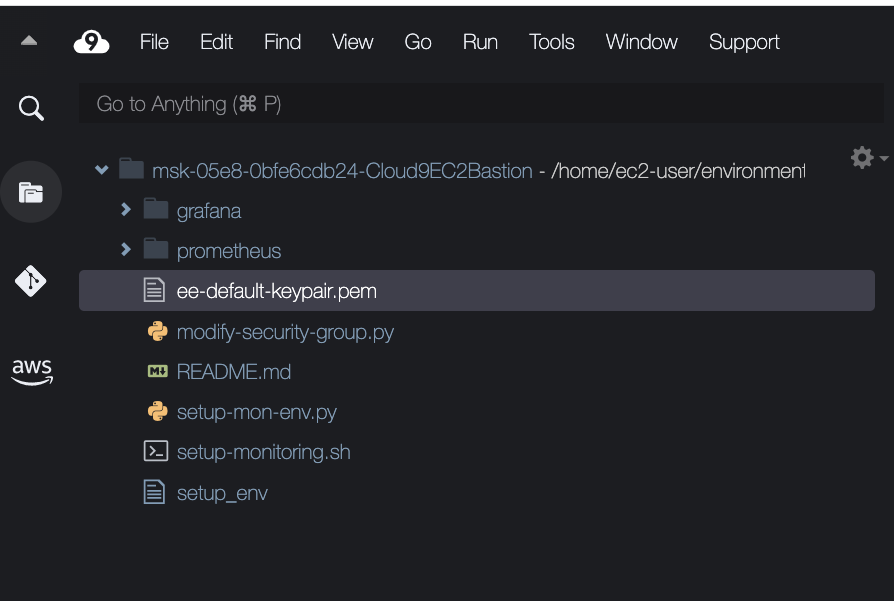 9 File Edit Find View Go Run Tools Window Support
Go to Anything (⌘ P)
msk-05e8-0bfe6cdb24-Cloud9EC2Bastion - /home/ec2-user/environment
grafana
prometheus
ee-default-keypair.pem
modify-security-group.py
M↓ README.md
aws
setup-mon-env.py
setup-monitoring.sh
setup_env